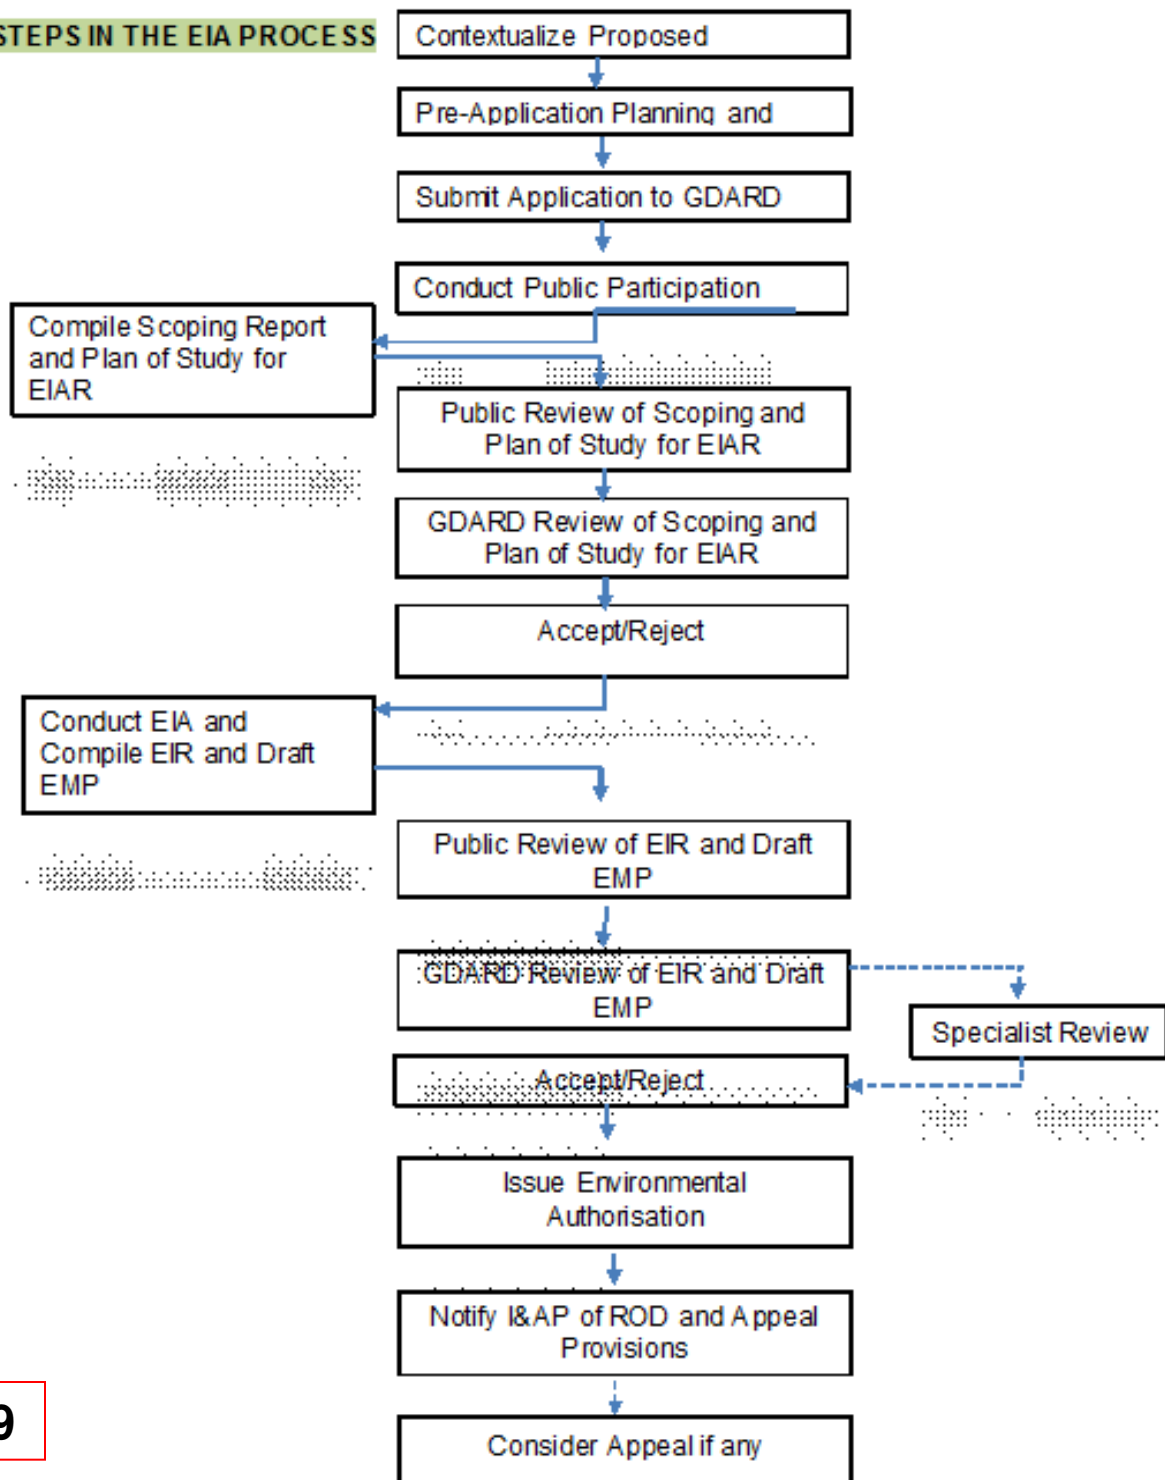 STEPS IN THE EIA PROCESS
Contextualize Proposed
Pre-Application Planning and
Submit Application to GDARD
Conduct Public Participation
Compile Scoping Report
and Plan of Study for
EIAR
Public Review of Scoping and
Plan of Study for EIAR
GDARD Review of Scoping and
Plan of Study for EIAR
Accept/Reject
Conduct EIA and
Compile EIR and Draft
EMP
Public Review of EIR and Draft
EMP
GDARD Review of EIR and Draft
EMP
Specialist Review
Accept/Reject
Issue Environmental
Authorisation
Notify I&AP of ROD and Appeal
Provisions
Consider Appeal if any
9